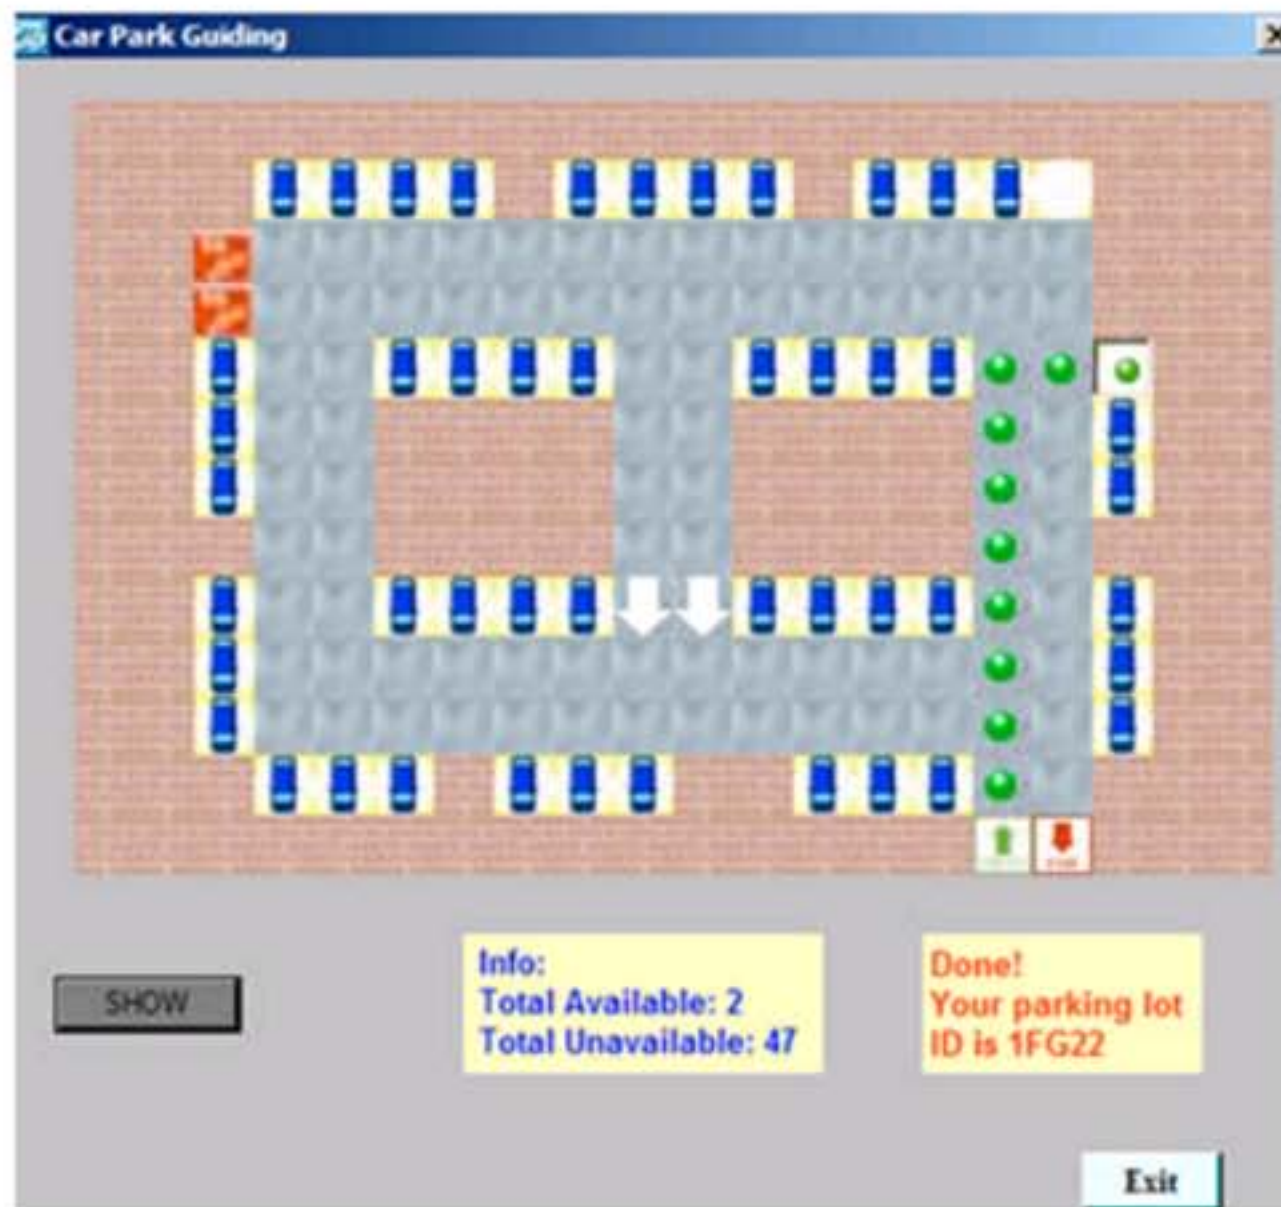 Car Park Guiding
SHOW
Info:
Total Available: 2
Total Unavailable: 47
Done!
Your parking lot
ID is 1FG22
Exit